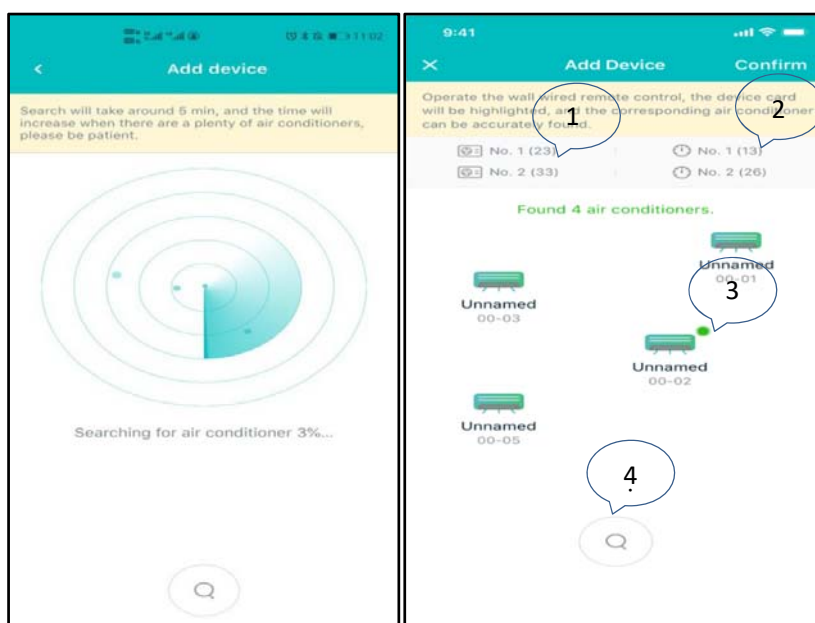 11:02
Add device
Search will take around 5 min, and the time will
increase when there are a plenty of air conditioners,
please be patient.
Searching for air conditioner 3%...
9:41
Add Device
Confirm
Operate the wall wired remote control, the device card
will be highlighted, and the corresponding air conditioner
can be accurately found.
1
2
No. 1 (23)
No. 1 (13)
No. 2 (33)
No. 2 (26)
Found 4 air conditioners.
Unnamed
00-01
3
Unnamed
00-03
Unnamed
00-02
Unnamed
00-05
4
.